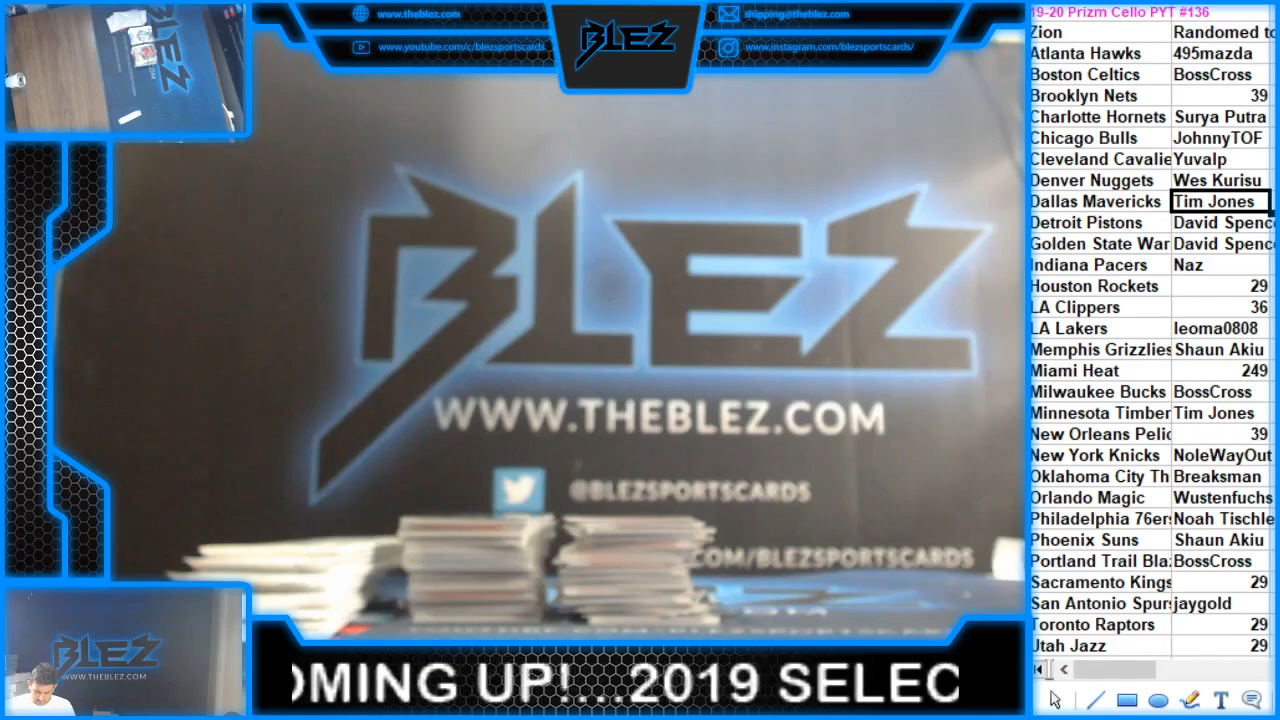 www.theblez.com
shipping@theblez.com
www.youtube.com/c/blezsportscards
www.instagram.com/blezsportscards/
BLEZ
BLEZ
BLEZ
WWW.THEBLEZ.COM
@BLEZSPORTSCARDS
COM/BLEZSPORTSCARDS
BLEZ
WWW.THEBLEZ.COM
OMING UP!...2019 SELEC
19-20 Prizm Cello PYT #136
Zion Randomed to
Atlanta Hawks 495mazda
Boston Celtics BossCross
Brooklyn Nets 39
Charlotte Hornets Surya Putra
Chicago Bulls JohnnyTOF
Cleveland Cavalie Yuvalp
Denver Nuggets Wes Kurisu
Dallas Mavericks Tim Jones
Detroit Pistons David Spenc
Golden State War David Spenc
Indiana Pacers Naz
Houston Rockets 29
LA Clippers 36
LA Lakers leoma0808
Memphis Grizzlies Shaun Akiu
Miami Heat 249
Milwaukee Bucks BossCross
Minnesota Timber Tim Jones
New Orleans Pelic 39
New York Knicks NoleWayOut
Oklahoma City Th Breaksman
Orlando Magic Wustenfuchs
Philadelphia 76ers Noah Tischle
Phoenix Suns Shaun Akiu
Portland Trail Bla BossCross
Sacramento Kings 29
San Antonio Spurs jaygold
Toronto Raptors 29
Utah Jazz 29